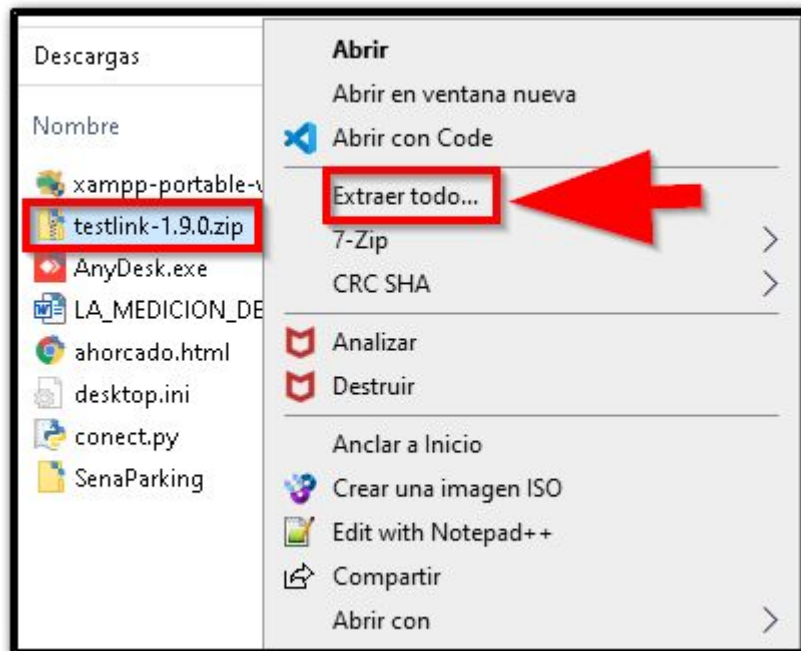 Descargas
Nombre
xampp-portable-
testlink-1.9.0.zip
AnyDesk.exe
LA_MEDICION_DE
ahorcado.html
desktop.ini
conect.py
SenaParking
Abrir
Abrir en ventana nueva
Abrir con Code
Extraer todo...
7-Zip
CRC SHA
Analizar
Destruir
Anclar a Inicio
Crear una imagen ISO
Edit with Notepad++
Compartir
Abrir con